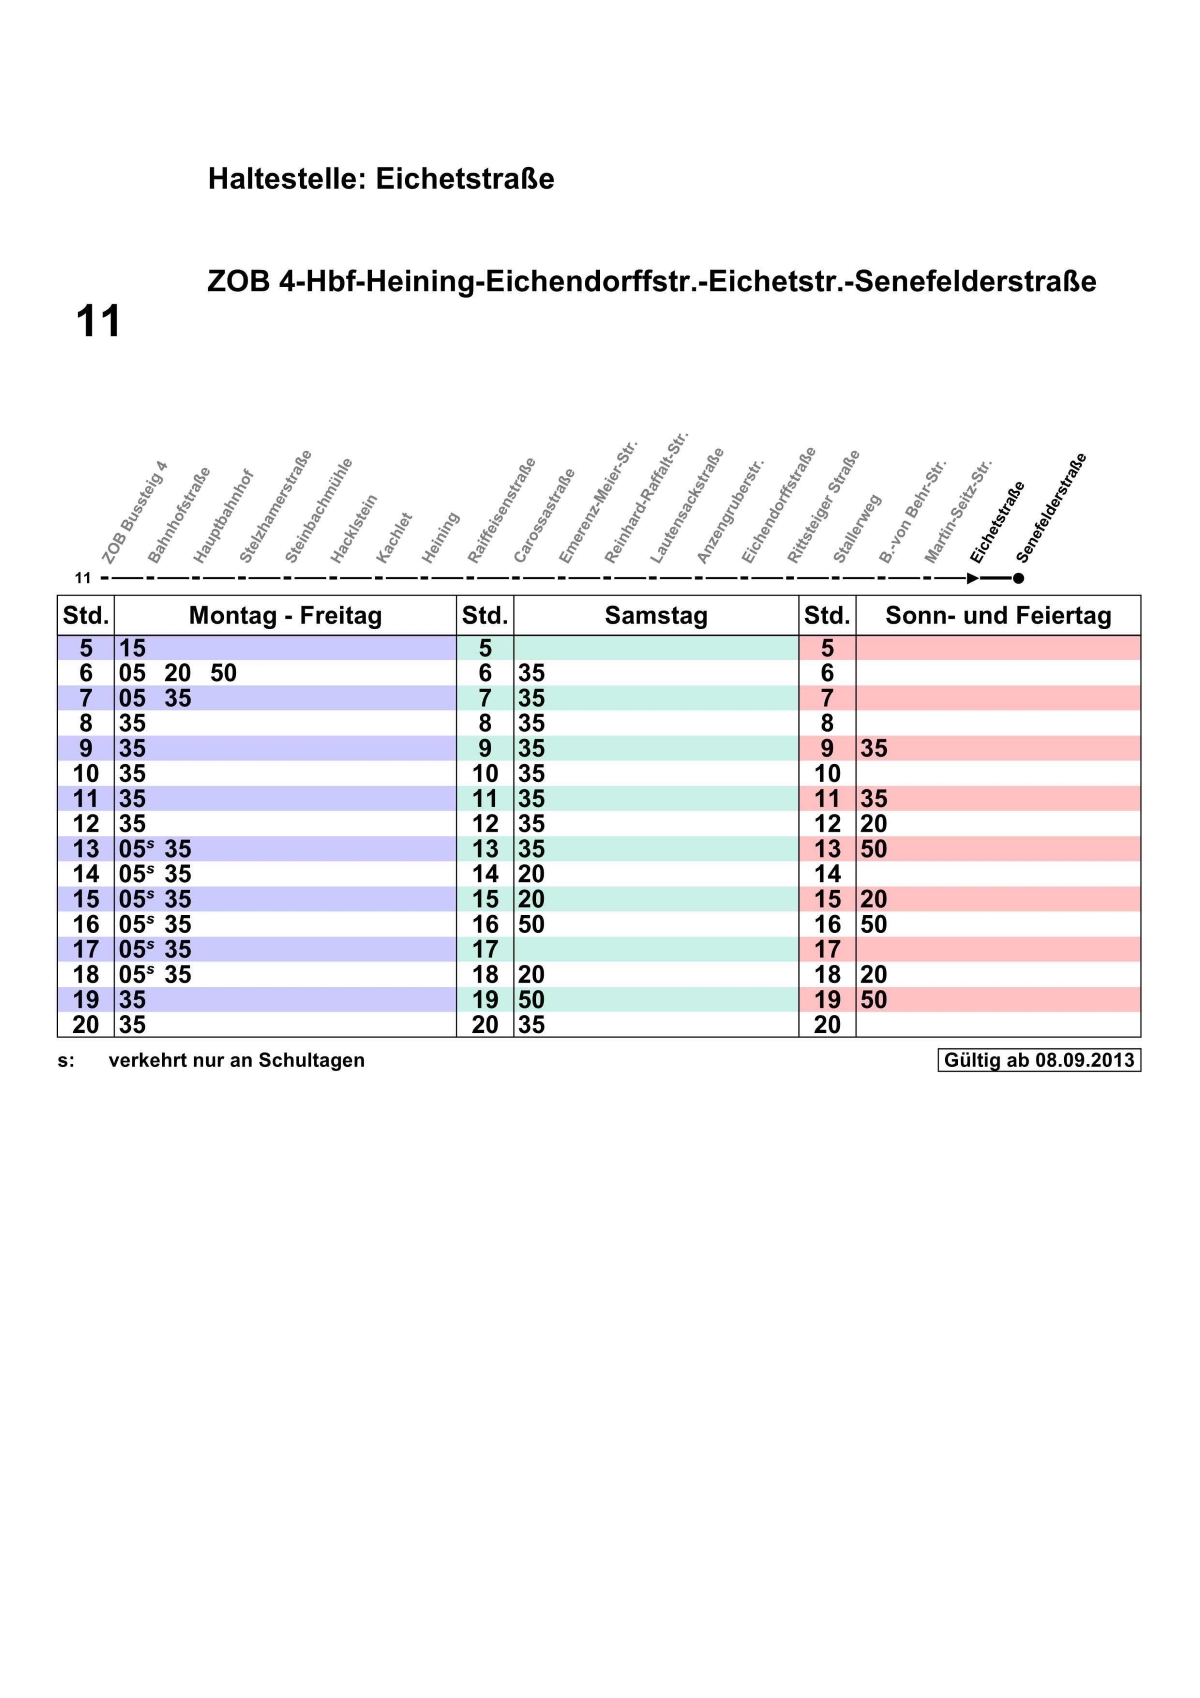 Haltestelle: Eichetstraße
ZOB 4-Hbf-Heining-Eichendorffstr.-Eichetstr.-Senefelderstraße
11
ZOB Bussteig 4
Bahnhofstraße
Hauptbahnhof
Stelzhamerstraße
Steinbachmühle
Hacklstein
Kachlet
Heining
Raiffeisenstraße
Carossastraße
Emerenz-Meier-Str.
Reinhard-Raffalt-Str.
Lautensackstraße
Anzengruberstr.
Eichendorffstraße
Rittsteiger Straße
Stallerweg
B.-von Behr-Str.
Martin-Seitz-Str.
Eichetstraße
Senefelderstraße
11
Std. Montag - Freitag Std. Samstag Std. Sonn- und Feiertag
5 15 5 5
6 05 20 50 6 35 6
7 05 35 7 35 7
8 35 8 35 8
9 35 9 35 9 35
10 35 10 35 10
11 35 11 35 11 35
12 35 12 35 12 20
13 05s 35 13 35 13 50
14 05s 35 14 20 14
15 05s 35 15 20 15 20
16 05s 35 16 50 16 50
17 05s 35 17 17
18 05s 35 18 20 18 20
19 35 19 50 19 50
20 35 20 35 20
s: verkehrt nur an Schultagen Gültig ab 08.09.2013